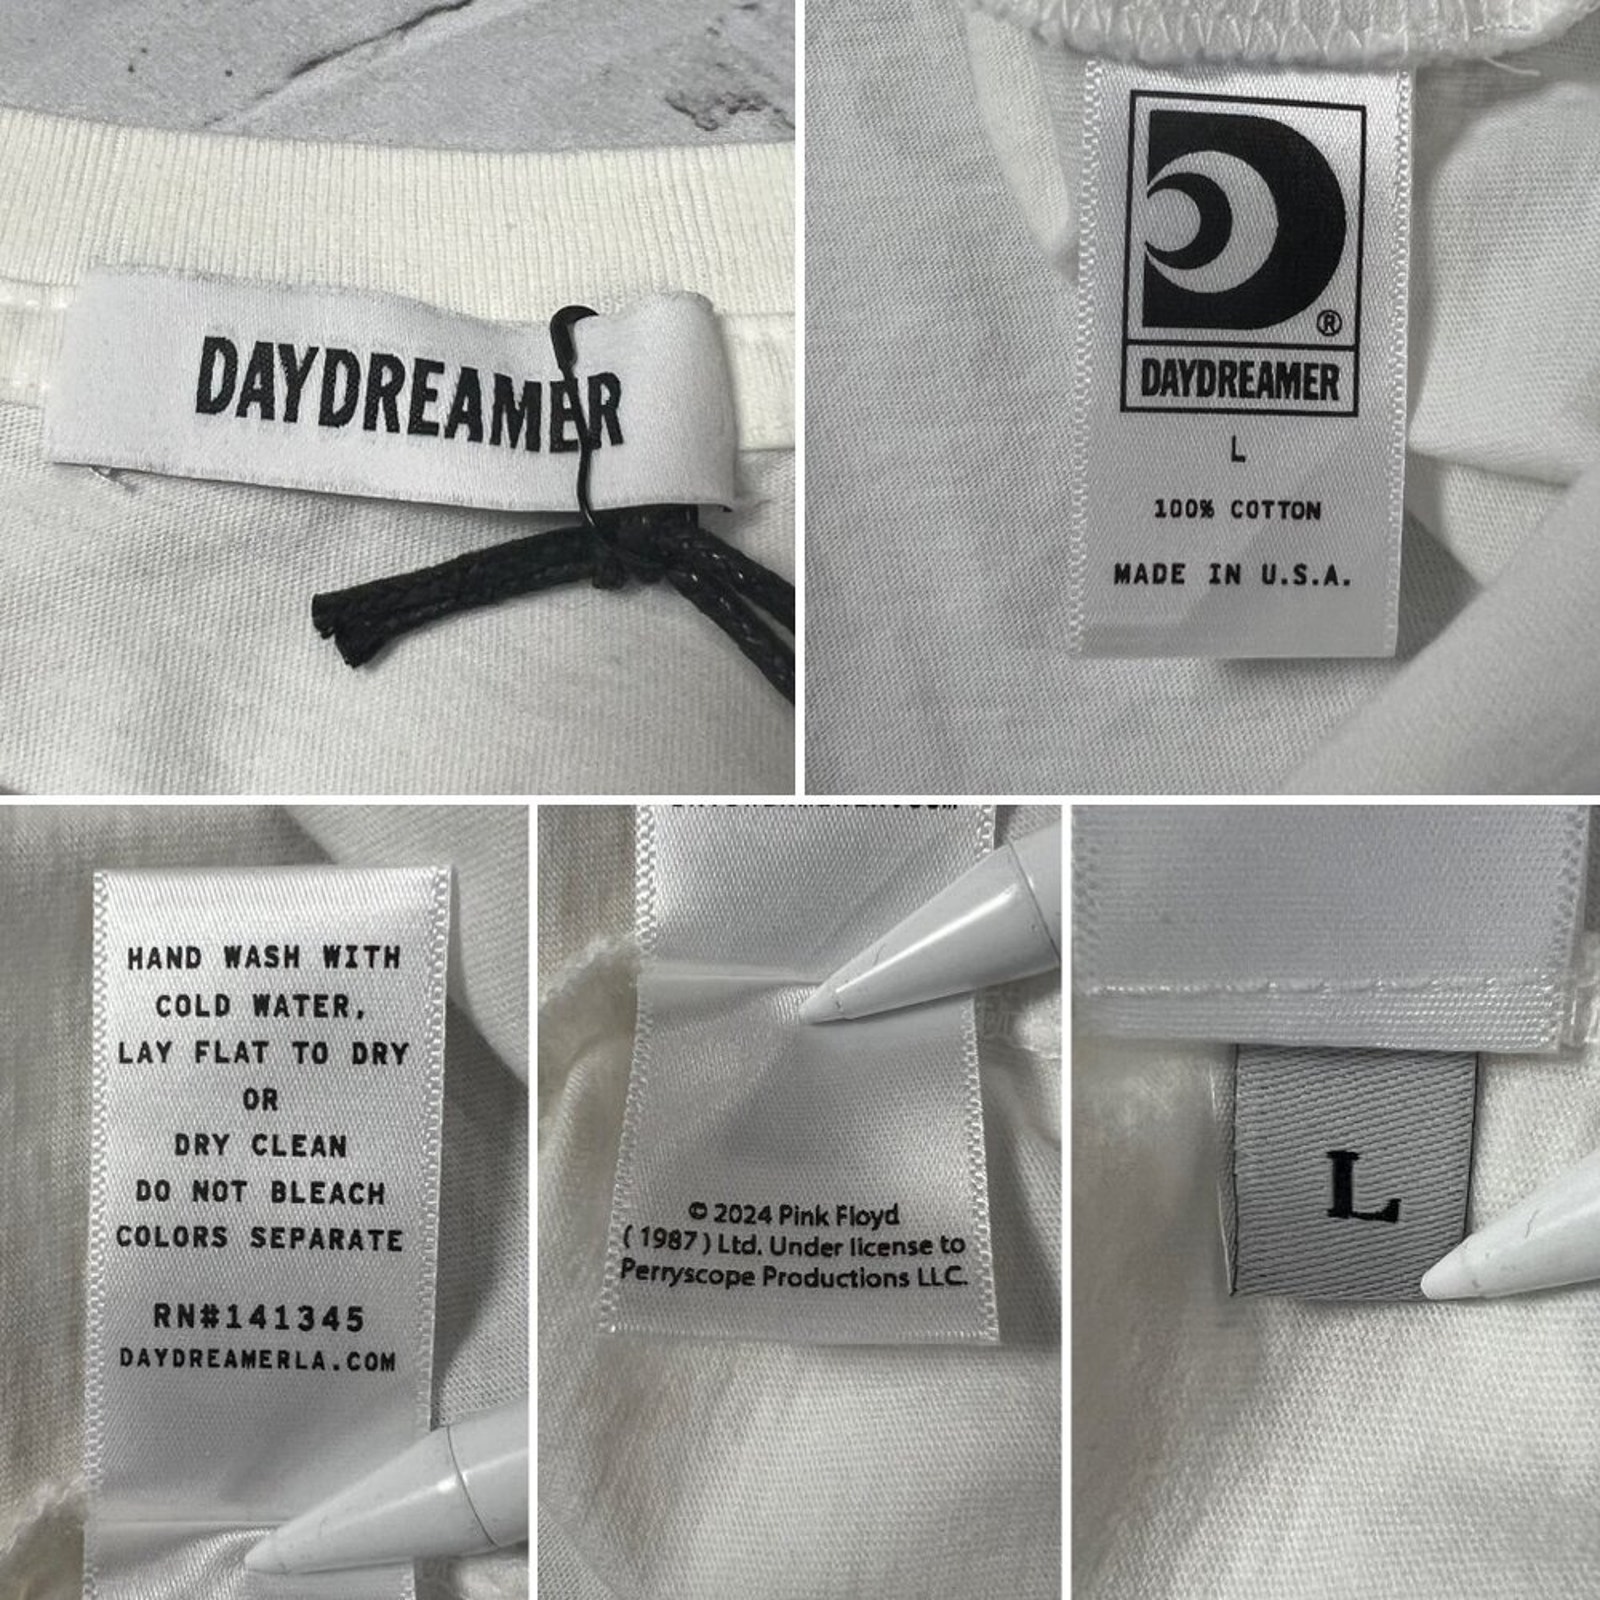 DAYDREAMER
®
DAYDREAMER
L
100% COTTON
MADE IN U.S.A.
HAND WASH WITH
COLD WATER,
LAY FLAT TO DRY
OR
DRY CLEAN
DO NOT BLEACH
COLORS SEPARATE
RN#141345
DAYDREAMERLA.COM
© 2024 Pink Floyd
( 1987 ) Ltd. Under license to
Perryscope Productions LLC.
L